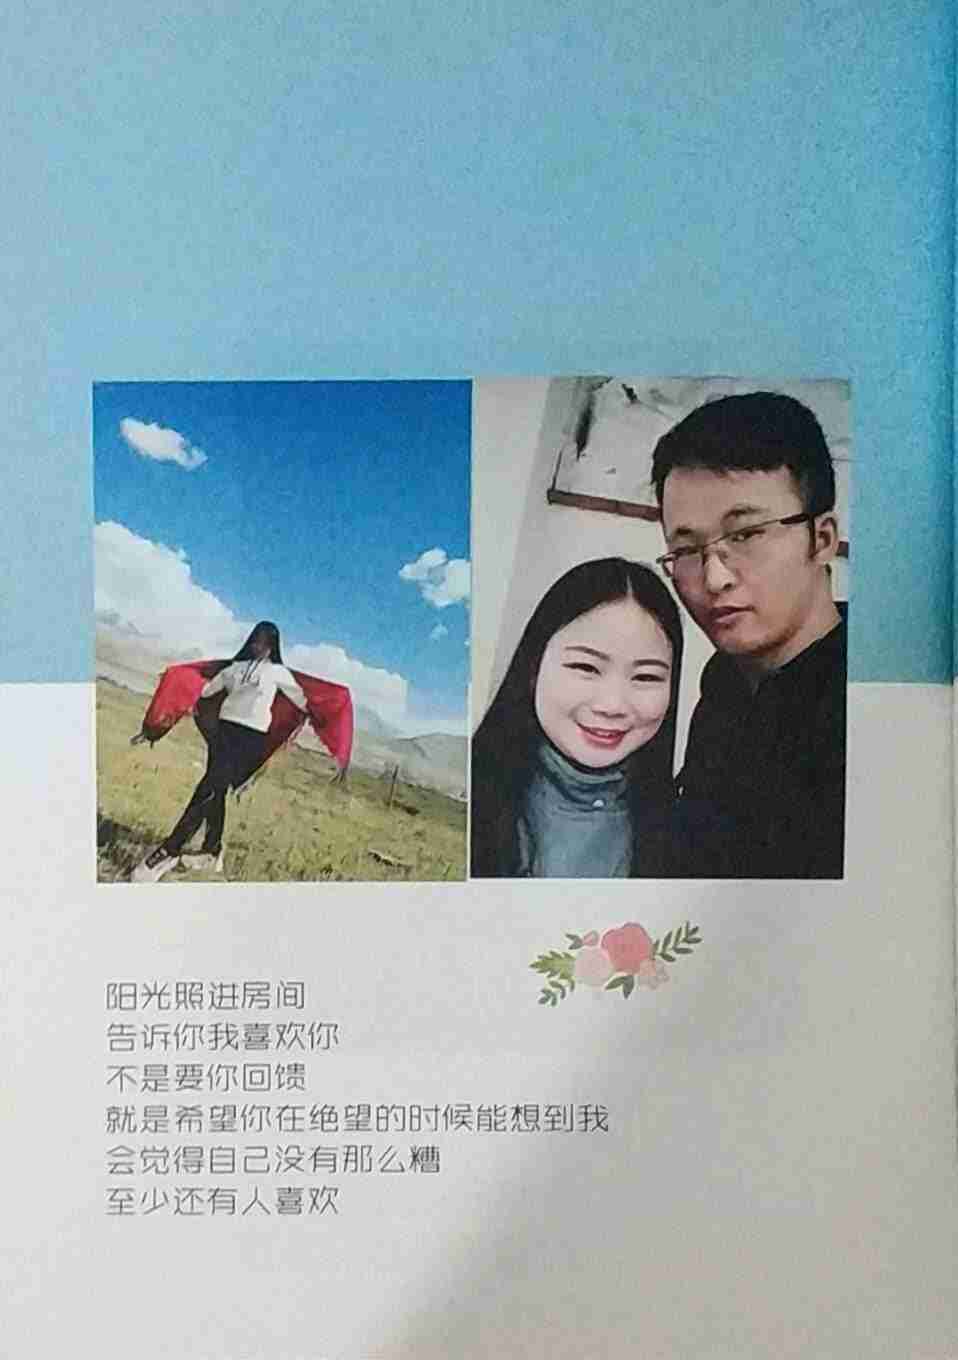 阳光照进房间
告诉你我喜欢你
不是要你回馈
就是希望你在绝望的时候能想到我
会觉得自己没有那么糟
至少还有人喜欢